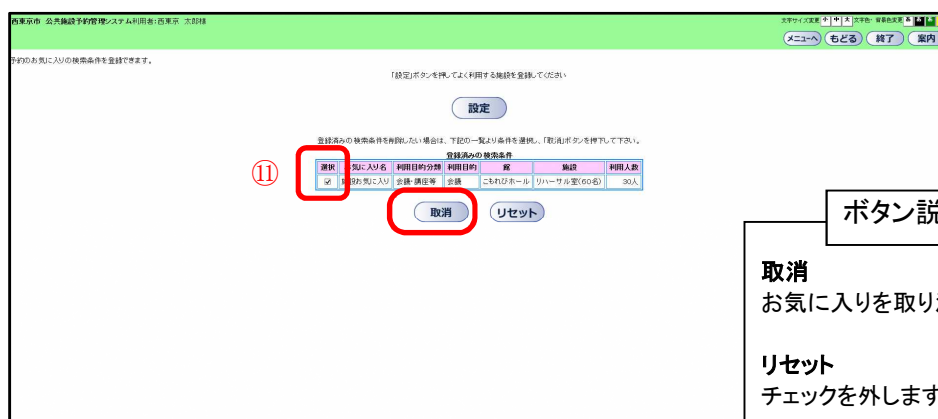 西東京市 公共施設予約管理システム利用者:西東京 太郎様
文字サイズ変更 小 中 大 文字色・背景色変更 あ あ あ
メニューへ もどる 終了 案内
予約のお気に入りの検索条件を登録できます。
「設定」ボタンを押してよく利用する施設を登録してください
設定
登録済みの検索条件を削除したい場合は、下記の一覧より条件を選択し、「取消」ボタンを押下して下さい。
登録済みの検索条件
⑪
選択 お気に入り名 利用目的分類 利用目的 館 施設 利用人数
施設お気に入り 会議・講座等 会議 こもれびホール リハーサル室(60名) 30人
取消 リセット
ボタン説
取消
お気に入りを取り
リセット
チェックを外します